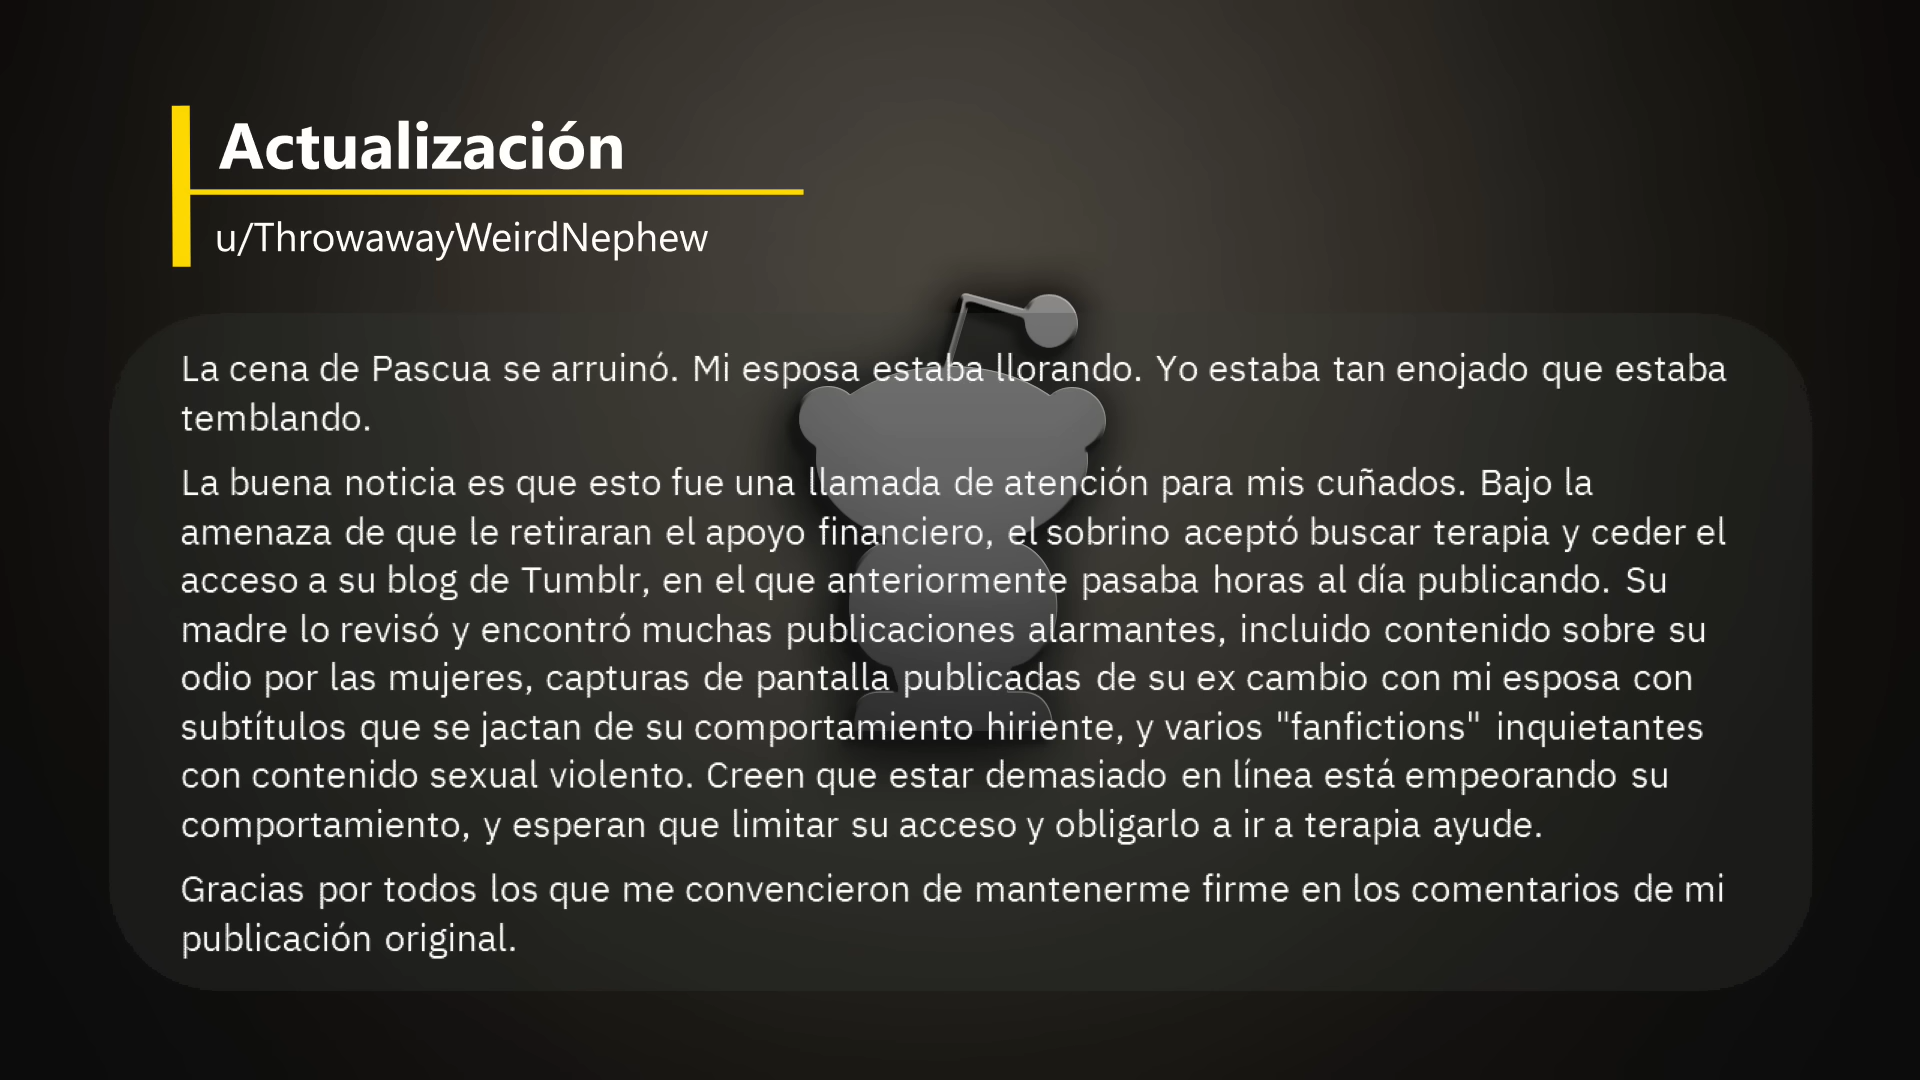 Actualización
u/ThrowawayWeirdNephew
La cena de Pascua se arruinó. Mi esposa estaba llorando. Yo estaba tan enojado que estaba
temblando.
La buena noticia es que esto fue una llamada de atención para mis cuñados. Bajo la
amenaza de que le retiraran el apoyo financiero, el sobrino aceptó buscar terapia y ceder el
acceso a su blog de Tumblr, en el que anteriormente pasaba horas al día publicando. Su
madre lo revisó y encontró muchas publicaciones alarmantes, incluido contenido sobre su
odio por las mujeres, capturas de pantalla publicadas de su ex cambio con mi esposa con
subtítulos que se jactan de su comportamiento hiriente, y varios "fanfictions" inquietantes
con contenido sexual violento. Creen que estar demasiado en línea está empeorando su
comportamiento, y esperan que limitar su acceso y obligarlo a ir a terapia ayude.
Gracias por todos los que me convencieron de mantenerme firme en los comentarios de mi
publicación original.